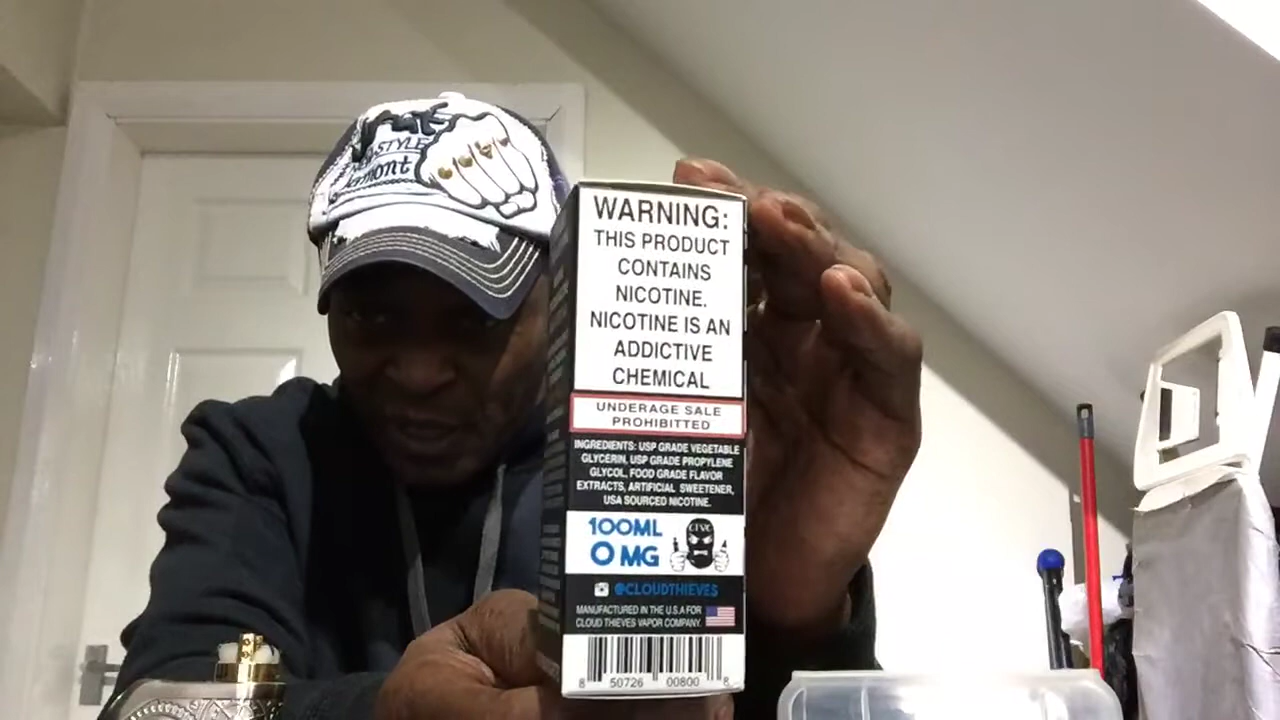 STYLE
WARNING:
THIS PRODUCT
CONTAINS
NICOTINE.
NICOTINE IS AN
ADDICTIVE
CHEMICAL
UNDERAGE SALE
PROHIBITTED
INGREDIENTS: USP GRADE VEGETABLE
GLYCERIN, USP GRADE PROPYLENE
GLYCOL, FOOD GRADE FLAVOR
EXTRACTS, ARTIFICIAL SWEETENER,
USA SOURCED NICOTINE.
100ML
0 MG
CTVC
@CLOUDTHIEVES
MANUFACTURED IN THE U.S.A FOR
CLOUD THIEVES VAPOR COMPANY.
8 50726 00800 8